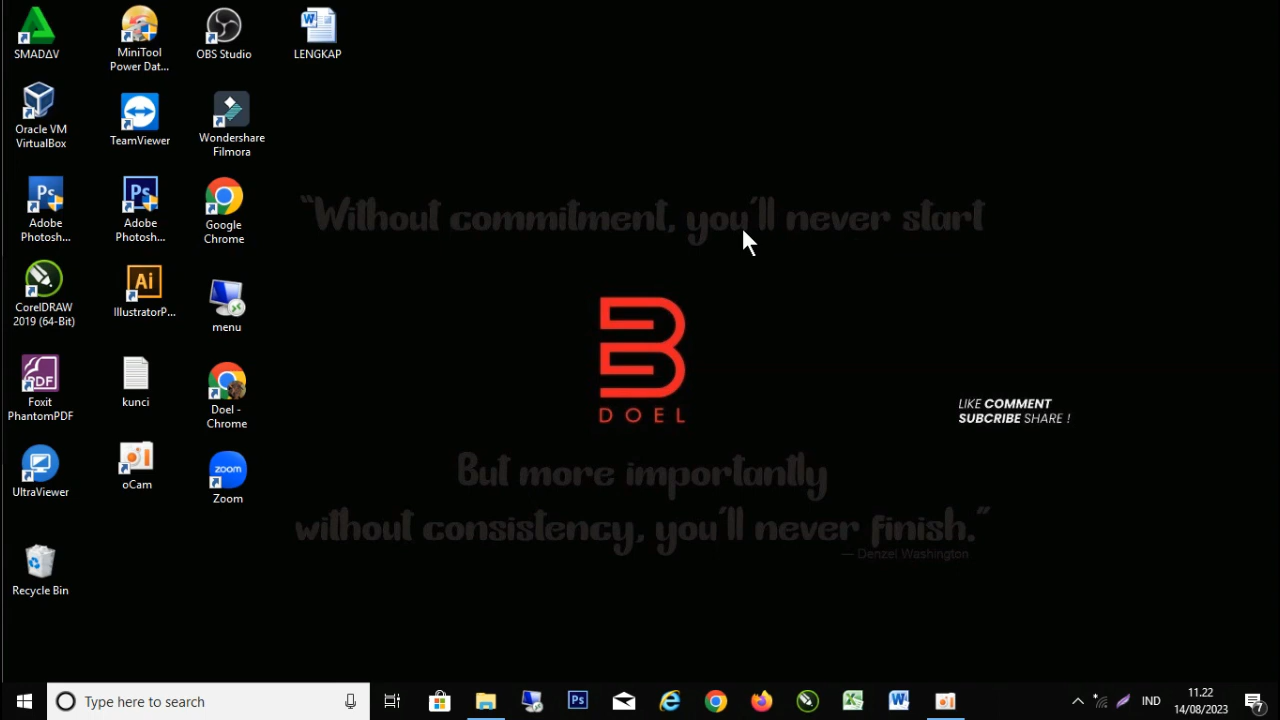 SMADΔV
MiniTool
Power Dat...
OBS Studio
LENGKAP
Oracle VM
VirtualBox
TeamViewer
Wondershare
Filmora
Adobe
Photosh...
Adobe
Photosh...
Google
Chrome
CorelDRAW
2019 (64-Bit)
IllustratorP...
menu
Foxit
PhantomPDF
kunci
Doel -
Chrome
UltraViewer
oCam
zoom
Zoom
Recycle Bin
“Without commitment, you'll never start
DOEL
LIKE COMMENT
SUBCRIBE SHARE !
But more importantly
without consistency, you'll never finish.”
— Denzel Washington
Type here to search
IND
11.22
14/08/2023
7